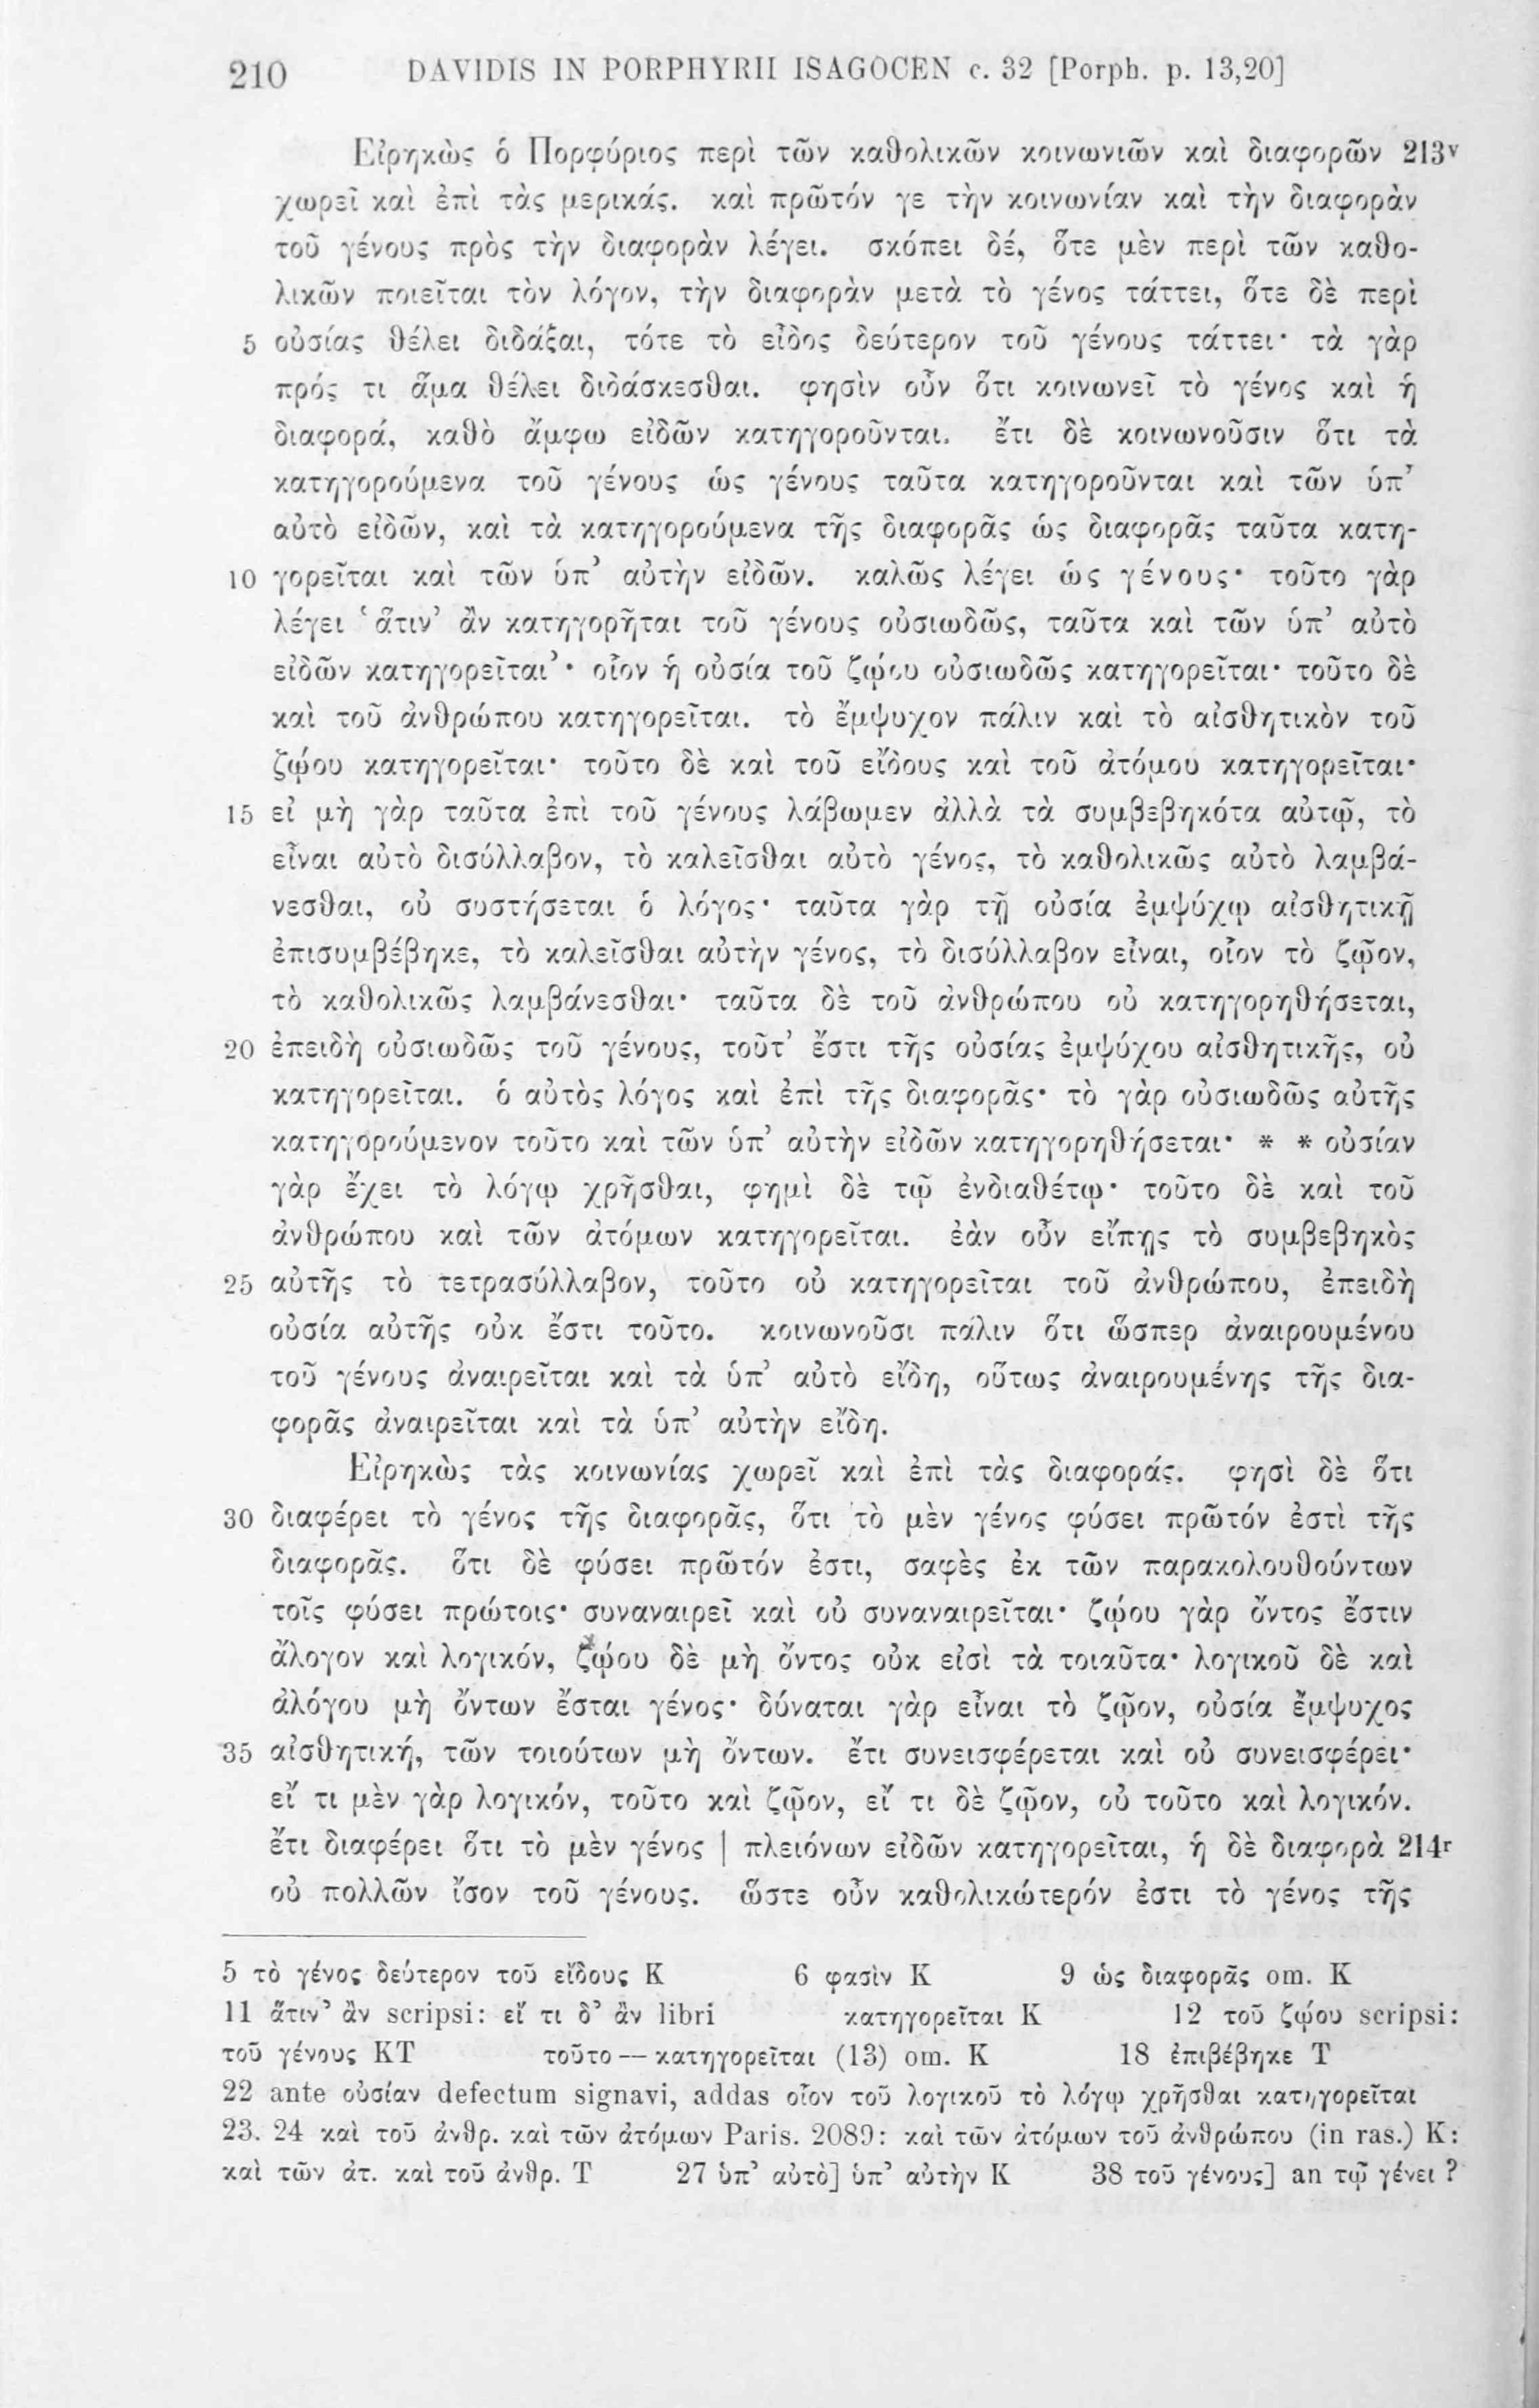 210 DAVIDIS IN PORPHYRII ISAGOGEN c. 32 [Porph. p. 13,20]
Εἰρηκὼς ὁ Πορφύριος περὶ τῶν καθολικῶν κοινωνιῶν καὶ διαφορῶν 213v
χωρεῖ καὶ ἐπὶ τὰς μερικάς. καὶ πρῶτόν γε τὴν κοινωνίαν καὶ τὴν διαφορὰν
τοῦ γένους πρὸς τὴν διαφορὰν λέγει. σκόπει δέ, ὅτε μὲν περὶ τῶν καθο-
λικῶν ποιεῖται τὸν λόγον, τὴν διαφορὰν μετὰ τὸ γένος τάττει, ὅτε δὲ περὶ
5 οὐσίας θέλει διδάξαι, τότε τὸ εἶδος δεύτερον τοῦ γένους τάττει· τὰ γὰρ
πρός τι ἅμα θέλει διδάσκεσθαι. φησὶν οὖν ὅτι κοινωνεῖ τὸ γένος καὶ ἡ
διαφορά, καθὸ ἄμφω εἰδῶν κατηγοροῦνται. ἔτι δὲ κοινωνοῦσιν ὅτι τὰ
κατηγορούμενα τοῦ γένους ὡς γένους ταῦτα κατηγοροῦνται καὶ τῶν ὑπ’
αὐτὸ εἰδῶν, καὶ τὰ κατηγορούμενα τῆς διαφορᾶς ὡς διαφορᾶς ταῦτα κατη-
10 γορεῖται καὶ τῶν ὑπ’ αὐτὴν εἰδῶν. καλῶς λέγει ὡς γένους· τοῦτο γὰρ
λέγει ‘ἅτιν’ ἂν κατηγορῆται τοῦ γένους οὐσιωδῶς, ταῦτα καὶ τῶν ὑπ’ αὐτὸ
εἰδῶν κατηγορεῖται’· οἷον ἡ οὐσία τοῦ ζῴου οὐσιωδῶς κατηγορεῖται· τοῦτο δὲ
καὶ τοῦ ἀνθρώπου κατηγορεῖται. τὸ ἔμψυχον πάλιν καὶ τὸ αἰσθητικὸν τοῦ
ζῴου κατηγορεῖται· τοῦτο δὲ καὶ τοῦ εἴδους καὶ τοῦ ἀτόμου κατηγορεῖται·
15 εἰ μὴ γὰρ ταῦτα ἐπὶ τοῦ γένους λάβωμεν ἀλλὰ τὰ συμβεβηκότα αὐτῷ, τὸ
εἶναι αὐτὸ δισύλλαβον, τὸ καλεῖσθαι αὐτὸ γένος, τὸ καθολικῶς αὐτὸ λαμβά-
νεσθαι, οὐ συστήσεται ὁ λόγος· ταῦτα γὰρ τῇ οὐσίᾳ ἐμψύχῳ αἰσθητικῇ
ἐπισυμβέβηκε, τὸ καλεῖσθαι αὐτὴν γένος, τὸ δισύλλαβον εἶναι, οἷον τὸ ζῷον,
τὸ καθολικῶς λαμβάνεσθαι· ταῦτα δὲ τοῦ ἀνθρώπου οὐ κατηγορηθήσεται,
20 ἐπειδὴ οὐσιωδῶς τοῦ γένους, τοῦτ’ ἔστι τῆς οὐσίας ἐμψύχου αἰσθητικῆς, οὐ
κατηγορεῖται. ὁ αὐτὸς λόγος καὶ ἐπὶ τῆς διαφορᾶς· τὸ γὰρ οὐσιωδῶς αὐτῆς
κατηγορούμενον τοῦτο καὶ τῶν ὑπ’ αὐτὴν εἰδῶν κατηγορηθήσεται· * * οὐσίαν
γὰρ ἔχει τὸ λόγῳ χρῆσθαι, φημὶ δὲ τῷ ἐνδιαθέτῳ· τοῦτο δὲ καὶ τοῦ
ἀνθρώπου καὶ τῶν ἀτόμων κατηγορεῖται. ἐὰν οὖν εἴπῃς τὸ συμβεβηκὸς
25 αὐτῆς τὸ τετρασύλλαβον, τοῦτο οὐ κατηγορεῖται τοῦ ἀνθρώπου, ἐπειδὴ
οὐσία αὐτῆς οὐκ ἔστι τοῦτο. κοινωνοῦσι πάλιν ὅτι ὥσπερ ἀναιρουμένου
τοῦ γένους ἀναιρεῖται καὶ τὰ ὑπ’ αὐτὸ εἴδη, οὕτως ἀναιρουμένης τῆς δια-
φορᾶς ἀναιρεῖται καὶ τὰ ὑπ’ αὐτὴν εἴδη.
Εἰρηκὼς τὰς κοινωνίας χωρεῖ καὶ ἐπὶ τὰς διαφοράς. φησὶ δὲ ὅτι
30 διαφέρει τὸ γένος τῆς διαφορᾶς, ὅτι τὸ μὲν γένος φύσει πρῶτόν ἐστὶ τῆς
διαφορᾶς. ὅτι δὲ φύσει πρῶτόν ἐστι, σαφὲς ἐκ τῶν παρακολουθούντων
τοῖς φύσει πρώτοις· συναναιρεῖ καὶ οὐ συναναιρεῖται· ζῴου γὰρ ὄντος ἔστιν
ἄλογον καὶ λογικόν, ζῴου δὲ μὴ ὄντος οὐκ εἰσὶ τὰ τοιαῦτα· λογικοῦ δὲ καὶ
ἀλόγου μὴ ὄντων ἔσται γένος· δύναται γὰρ εἶναι τὸ ζῷον, οὐσία ἔμψυχος
35 αἰσθητική, τῶν τοιούτων μὴ ὄντων. ἔτι συνεισφέρεται καὶ οὐ συνεισφέρει·
εἴ τι μὲν γὰρ λογικόν, τοῦτο καὶ ζῷον, εἴ τι δὲ ζῷον, οὐ τοῦτο καὶ λογικόν.
ἔτι διαφέρει ὅτι τὸ μὲν γένος | πλειόνων εἰδῶν κατηγορεῖται, ἡ δὲ διαφορὰ 214r
οὐ πολλῶν ἴσον τοῦ γένους. ὥστε οὖν καθολικώτερόν ἐστι τὸ γένος τῆς
5 τὸ γένος δεύτερον τοῦ εἴδους K 6 φασὶν K 9 ὡς διαφορᾶς om. K
11 ἅτιν’ ἂν scripsi: εἴ τι δ’ ἂν libri κατηγορεῖται K 12 τοῦ ζῴου scripsi:
τοῦ γένους KT τοῦτο — κατηγορεῖται (13) om. K 18 ἐπιβέβηκε T
22 ante οὐσίαν defectum signavi, addas οἷον τοῦ λογικοῦ τὸ λόγῳ χρῆσθαι κατηγορεῖται
23. 24 καὶ τοῦ ἀνθρ. καὶ τῶν ἀτόμων Paris. 2089: καὶ τῶν ἀτόμων τοῦ ἀνθρώπου (in ras.) K:
καὶ τῶν ἀτ. καὶ τοῦ ἀνθρ. T 27 ὑπ’ αὐτὸ] ὑπ’ αὐτὴν K 38 τοῦ γένους] an τῷ γένει ?